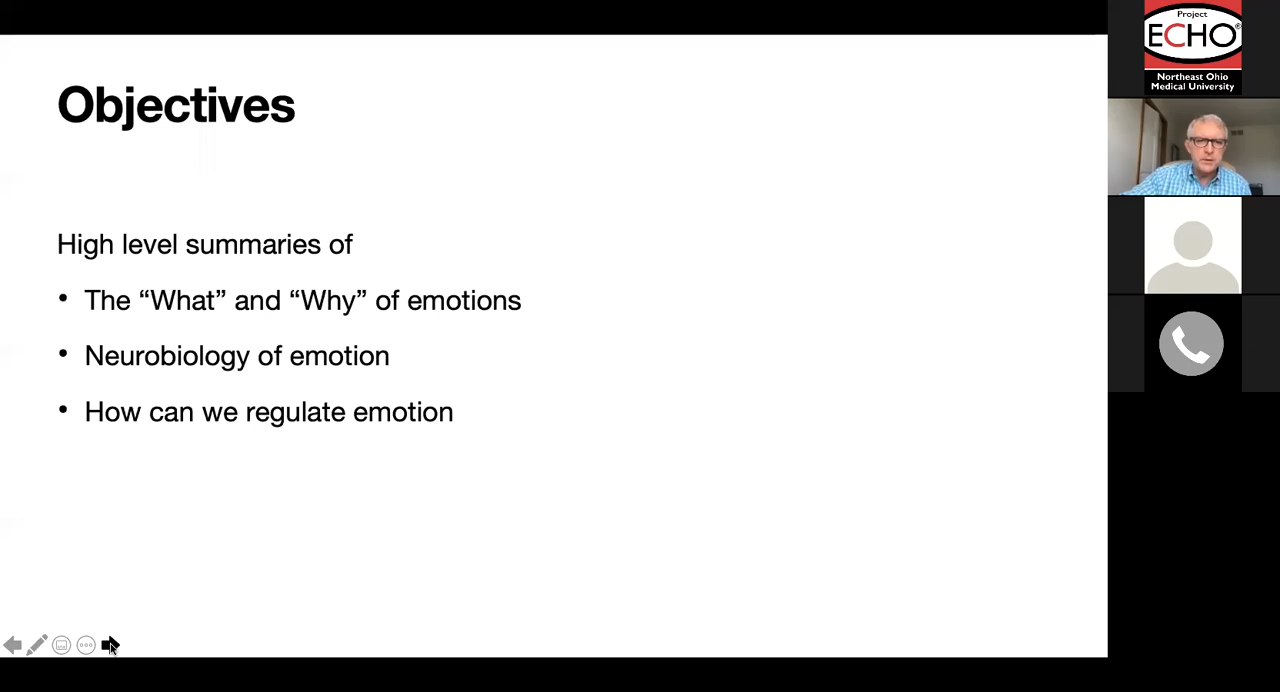 Objectives
High level summaries of
• The “What” and “Why” of emotions
• Neurobiology of emotion
• How can we regulate emotion
Project
ECHO®
Northeast Ohio
Medical University